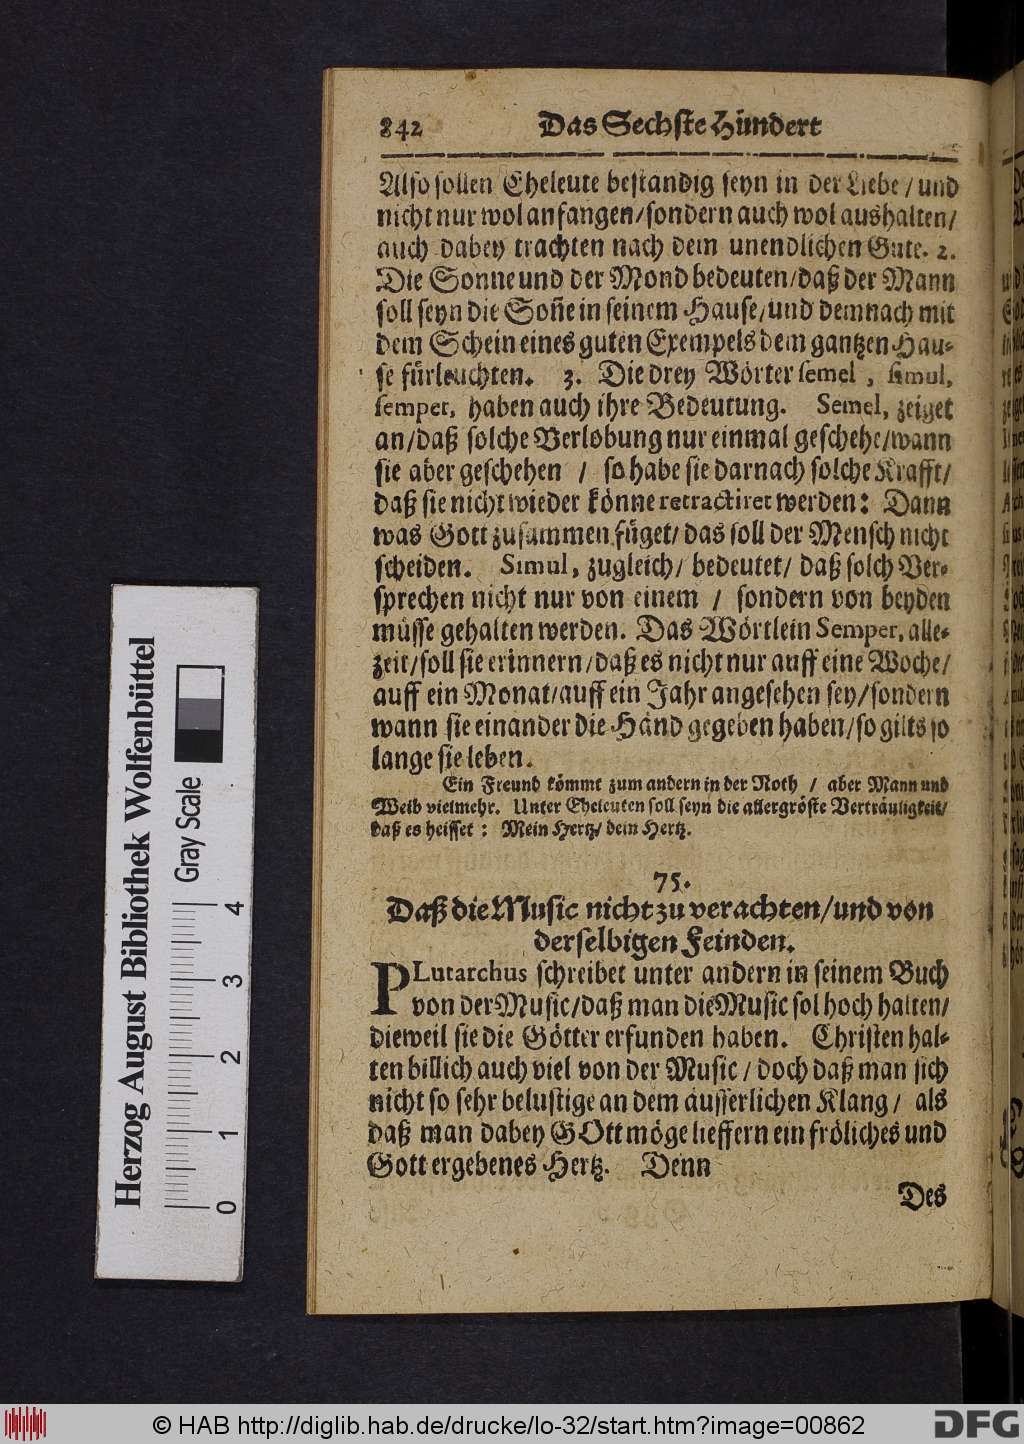 842 Das Sechste Hundert
Also sollen Eheleute beständig seyn in der Liebe / und
nicht nur wol anfangen / sondern auch wol aushalten /
auch dabey trachten nach dem unendlichen Gute. 2.
Die Sonne und der Mond bedeuten / daß der Mann
soll seyn die Soñe in seinem Hause / und demnach mit
dem Schein eines guten Exempels dem gantzen Hau-
se fürleuchten. 3. Die drey Wörter semel, simul,
semper, haben auch ihre Bedeutung. Semel, zeiget
an / daß solche Verlobung nur einmal geschehe / wann
sie aber geschehen / so habe sie darnach solche Krafft /
daß sie nicht wieder könne retractiret werden: Dann
was Gott zusammen füget / das soll der Mensch nicht
scheiden. Simul, zugleich / bedeutet / daß solch Ver-
sprechen nicht nur von einem / sondern von beyden
müsse gehalten werden. Das Wörtlein Semper, alle-
zeit / soll sie erinnern / daß es nicht nur auff eine Woche /
auff ein Monat / auff ein Jahr angesehen sey / sondern
wann sie einander die Händ gegeben haben / so gilts so
lange sie leben.
Ein Freund kömmt zum andern in der Noth / aber Mann und
Weib vielmehr. Unter Eheleuten soll seyn die allergröste Verträuligkeit /
daß es heisset: Mein Hertz / dein Hertz.
75.
Daß die Music nicht zu verachten / und von
derselbigen Feinden.
PLutarchus schreibet unter andern in seinem Buch
von der Music / daß man die Music sol hoch halten /
dieweil sie die Götter erfunden haben. Christen hal-
ten billich auch viel von der Music / doch daß man sich
nicht so sehr belustige an dem äusserlichen Klang / als
daß man dabey GOtt möge lieffern ein fröliches und
Gott ergebenes Hertz. Denn
Des
Herzog August Bibliothek Wolfenbüttel
Gray Scale
0 1 2 3 4
© HAB http://diglib.hab.de/drucke/lo-32/start.htm?image=00862
DFG